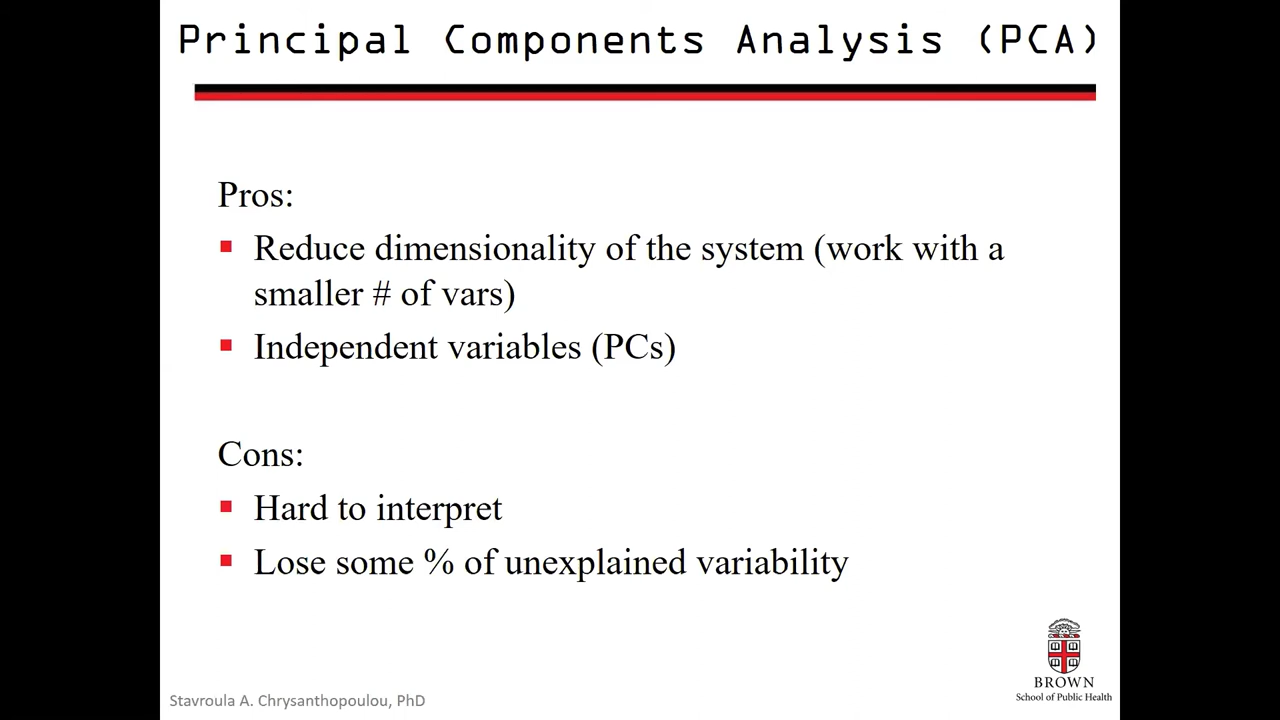 Principal Components Analysis (PCA)
Pros:
Reduce dimensionality of the system (work with a
smaller # of vars)
Independent variables (PCs)
Cons:
Hard to interpret
Lose some % of unexplained variability
Stavroula A. Chrysanthopoulou, PhD
BROWN
School of Public Health